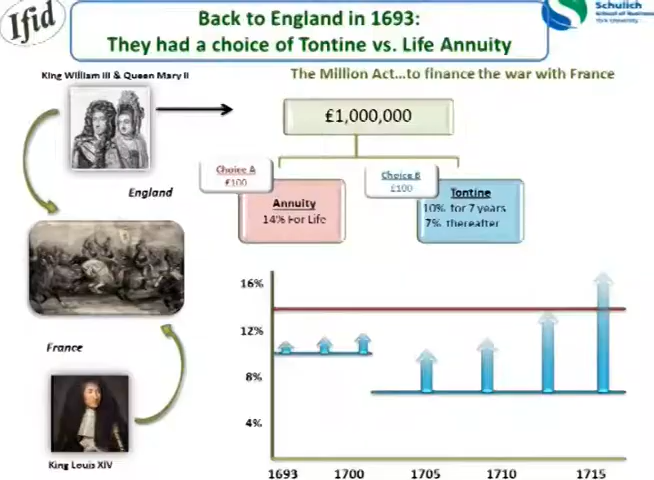 Ifid
Back to England in 1693:
They had a choice of Tontine vs. Life Annuity
Schulich
School of Business
York University
King William III & Queen Mary II
The Million Act...to finance the war with France
£1,000,000
Choice A
£100
Choice B
£100
England
Annuity
14% For Life
Tontine
10% for 7 years
7% thereafter
16%
12%
8%
4%
France
King Louis XIV
1693
1700
1705
1710
1715